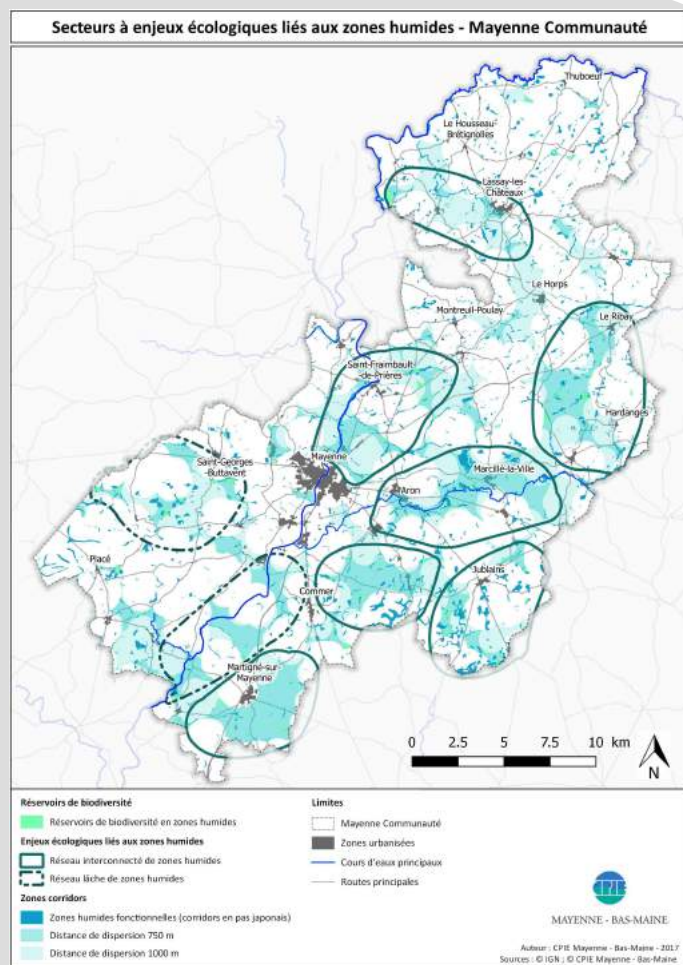 Secteurs à enjeux écologiques liés aux zones humides - Mayenne Communauté
Thuboeuf
Le Housseau-
Brétignolles
Lassay-les-
Châteaux
Le Horps
Montreuil-Poulay
Le Ribay
Saint-Fraimbault
-de-Prières
Hardanges
Mayenne
Saint-Georges
-Buttavent
Marcillé-la-Ville
Aron
Placé
Jublains
Commer
Martigné-sur-
Mayenne
0 2.5 5 7.5 10 km
N
Réservoirs de biodiversité
Réservoirs de biodiversité en zones humides
Enjeux écologiques liés aux zones humides
Réseau interconnecté de zones humides
Réseau lâche de zones humides
Zones corridors
Zones humides fonctionnelles (corridors en pas japonais)
Distance de dispersion 750 m
Distance de dispersion 1000 m
Limites
Mayenne Communauté
Zones urbanisées
Cours d'eaux principaux
Routes principales
CPIE
MAYENNE - BAS-MAINE
Auteur : CPIE Mayenne - Bas-Maine - 2017
Sources : © IGN ; © CPIE Mayenne - Bas-Maine